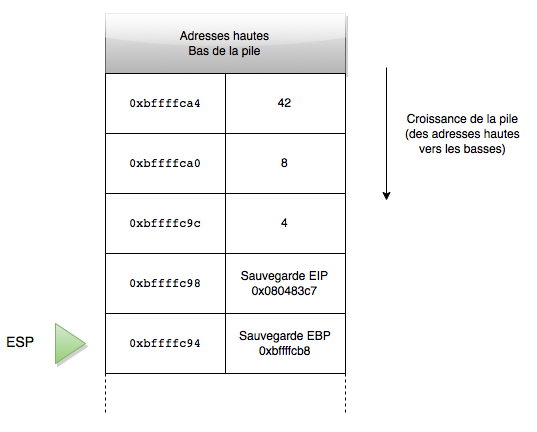 Adresses hautes
Bas de la pile
0xbffffca4 42
0xbffffca0 8
0xbffffc9c 4
0xbffffc98 Sauvegarde EIP
0x080483c7
0xbffffc94 Sauvegarde EBP
0xbffffcb8
ESP
Croissance de la pile
(des adresses hautes
vers les basses)